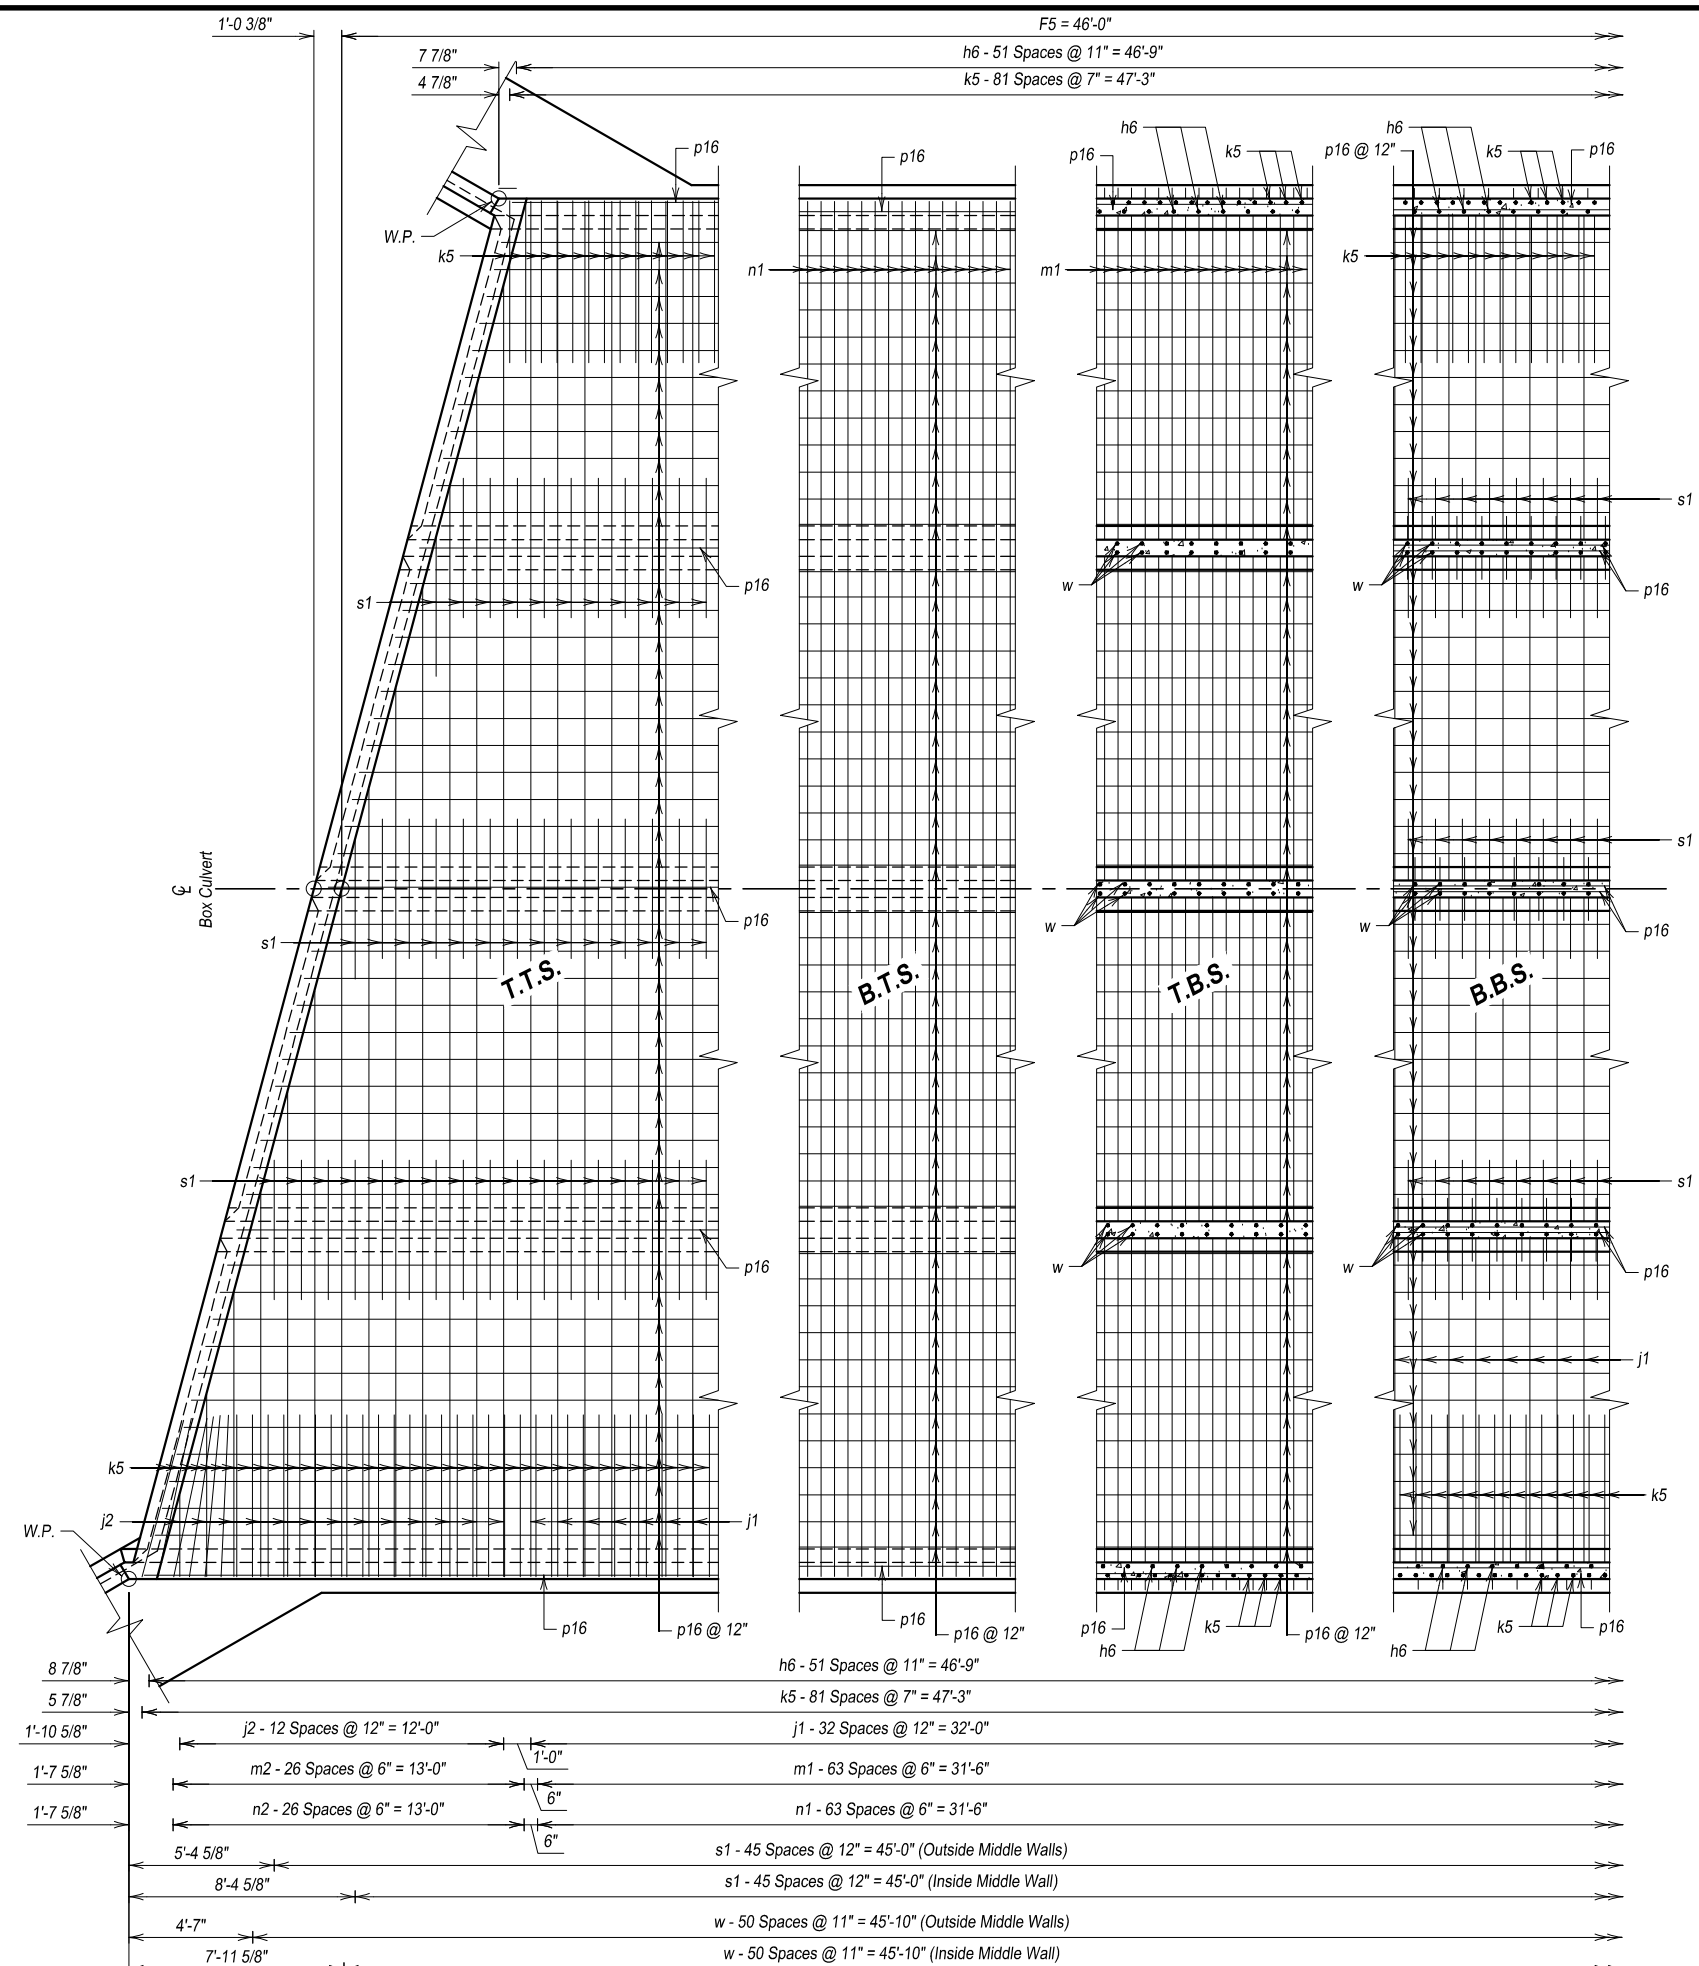 1'-0 3/8"
F5 = 46'-0"
7 7/8"
h6 - 51 Spaces @ 11" = 46'-9"
4 7/8"
k5 - 81 Spaces @ 7" = 47'-3"
p16
p16
h6
p16
k5
h6
p16 @ 12"
k5
p16
W.P.
k5
n1
m1
k5
s1
s1
p16
w
w
p16
s1
℄
Box Culvert
p16
s1
w
w
p16
T.T.S.
B.T.S.
T.B.S.
B.B.S.
s1
s1
p16
w
w
p16
j1
k5
k5
j2
j1
W.P.
p16
p16 @ 12"
p16
p16 @ 12"
p16
h6
k5
p16 @ 12"
h6
k5
p16
8 7/8"
h6 - 51 Spaces @ 11" = 46'-9"
5 7/8"
k5 - 81 Spaces @ 7" = 47'-3"
1'-10 5/8"
j2 - 12 Spaces @ 12" = 12'-0"
1'-0"
j1 - 32 Spaces @ 12" = 32'-0"
1'-7 5/8"
m2 - 26 Spaces @ 6" = 13'-0"
6"
m1 - 63 Spaces @ 6" = 31'-6"
1'-7 5/8"
n2 - 26 Spaces @ 6" = 13'-0"
6"
n1 - 63 Spaces @ 6" = 31'-6"
5'-4 5/8"
s1 - 45 Spaces @ 12" = 45'-0" (Outside Middle Walls)
8'-4 5/8"
s1 - 45 Spaces @ 12" = 45'-0" (Inside Middle Wall)
4'-7"
w - 50 Spaces @ 11" = 45'-10" (Outside Middle Walls)
7'-11 5/8"
w - 50 Spaces @ 11" = 45'-10" (Inside Middle Wall)